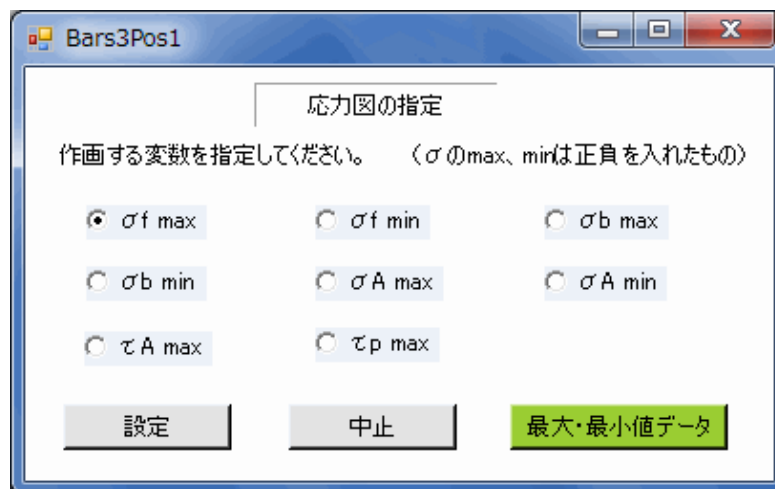 Bars3Pos1
応力図の指定
作画する変数を指定してください。 （σのmax、minは正負を入れたもの）
σf max σf min σb max
σb min σA max σA min
τA max τp max
設定 中止 最大・最小値データ